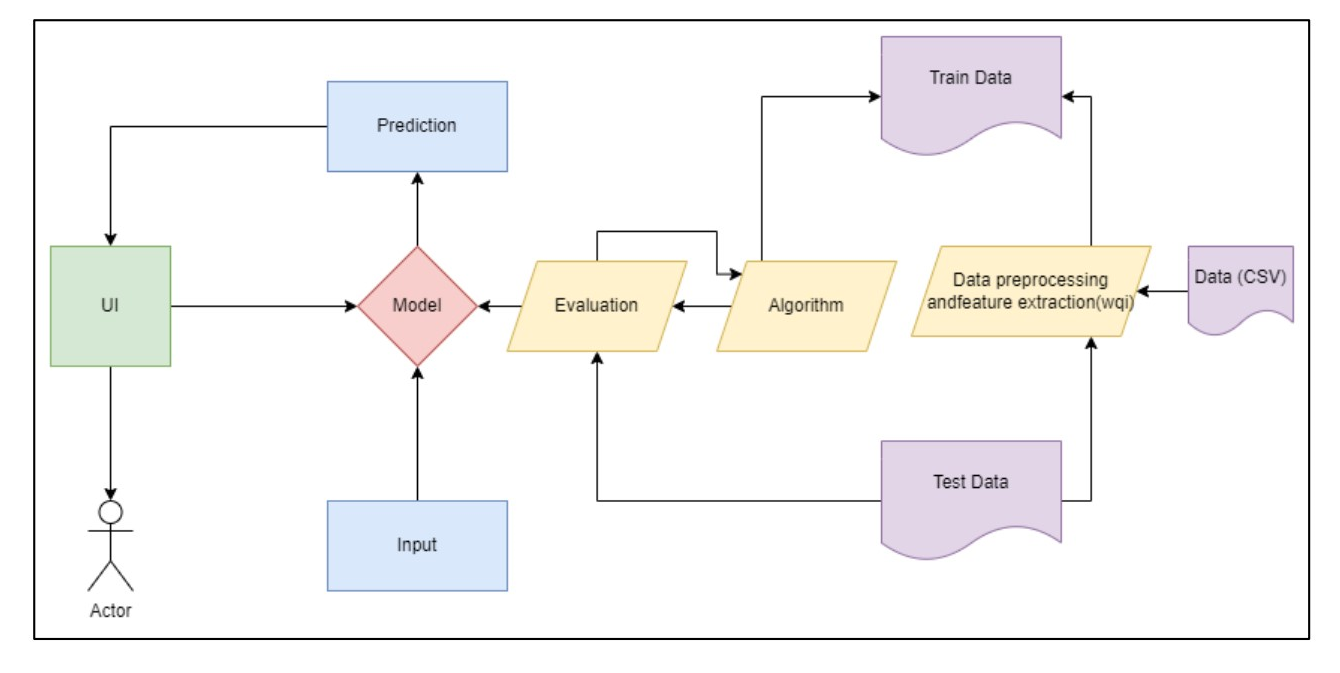 Train Data
Prediction
UI
Model
Evaluation
Algorithm
Data preprocessing
andfeature extraction(wqi)
Data (CSV)
Test Data
Input
Actor